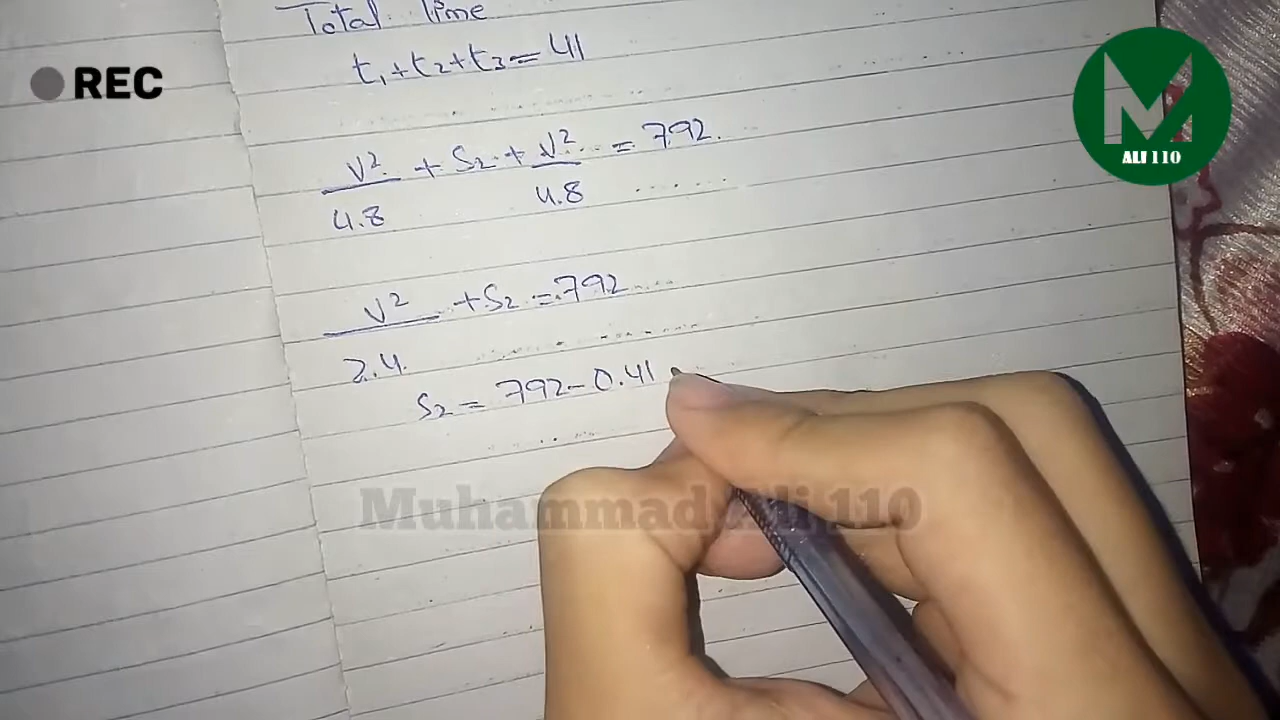 REC
Total time
t₁+t₂+t₃=41
V²/4.8 + S₂ + V²/4.8 = 792
V²/2.4 + S₂ = 792
S₂ = 792-0.41
M
ALI 110
Muhammad Ali 110